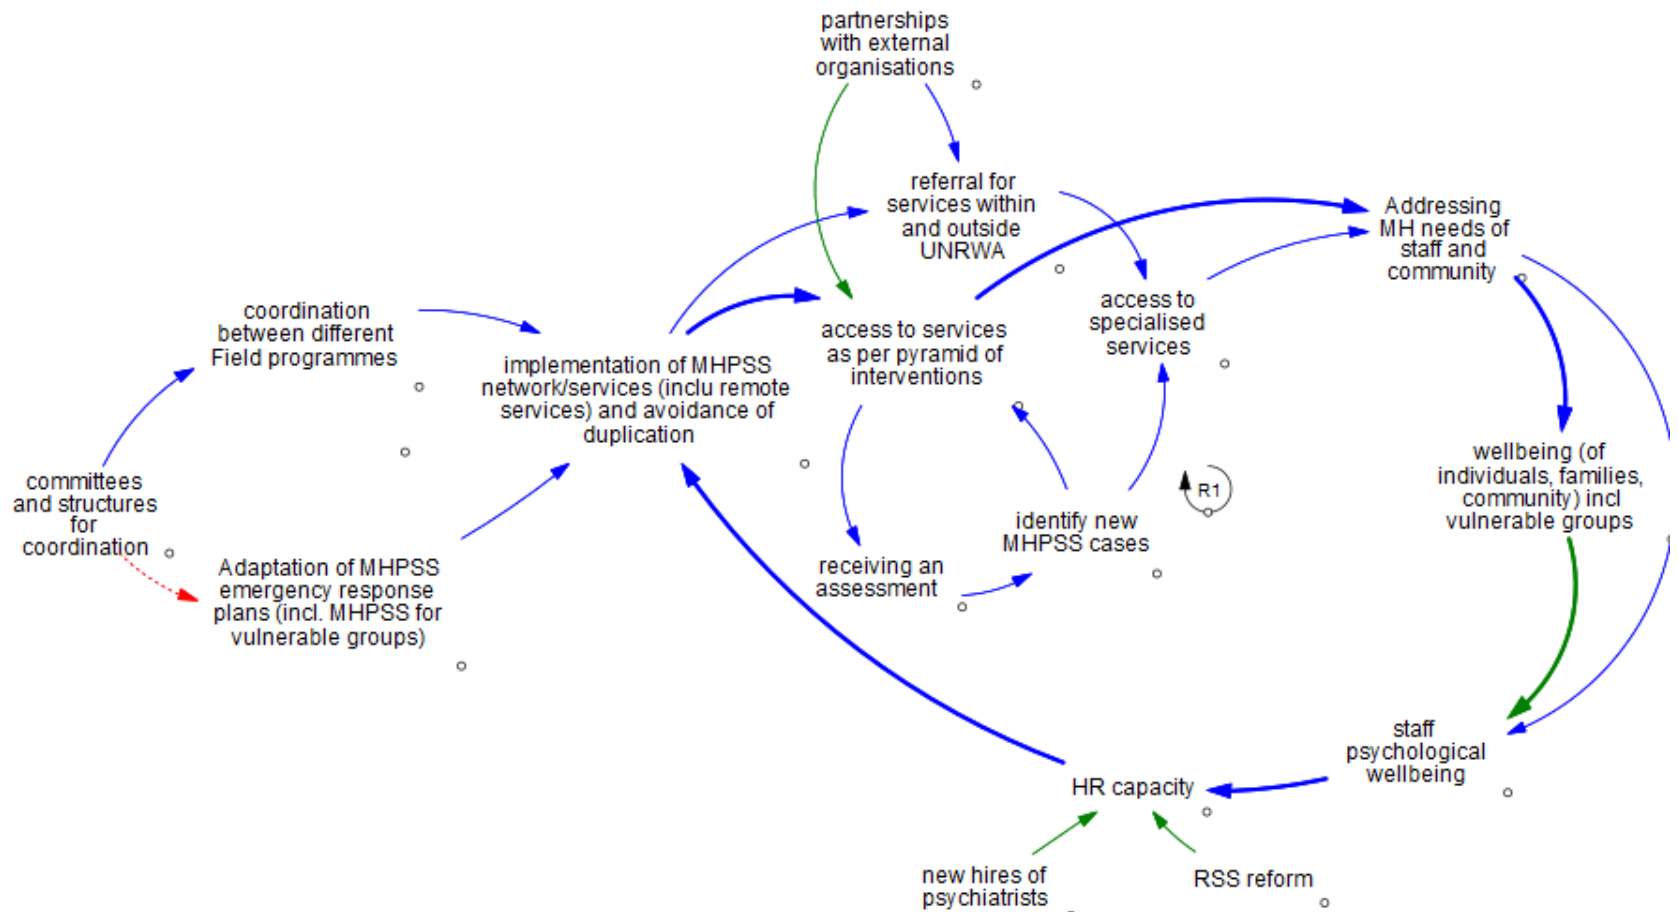 partnerships
with external
organisations
referral for
services within
and outside
UNRWA
Addressing
MH needs of
staff and
community
coordination
between different
Field programmes
access to services
as per pyramid of
interventions
access to
specialised
services
implementation of MHPSS
network/services (inclu remote
services) and avoidance of
duplication
committees
and structures
for
coordination
wellbeing (of
individuals, families,
community) incl
vulnerable groups
R1
identify new
MHPSS cases
receiving an
assessment
Adaptation of MHPSS
emergency response
plans (incl. MHPSS for
vulnerable groups)
staff
psychological
wellbeing
HR capacity
new hires of
psychiatrists
RSS reform